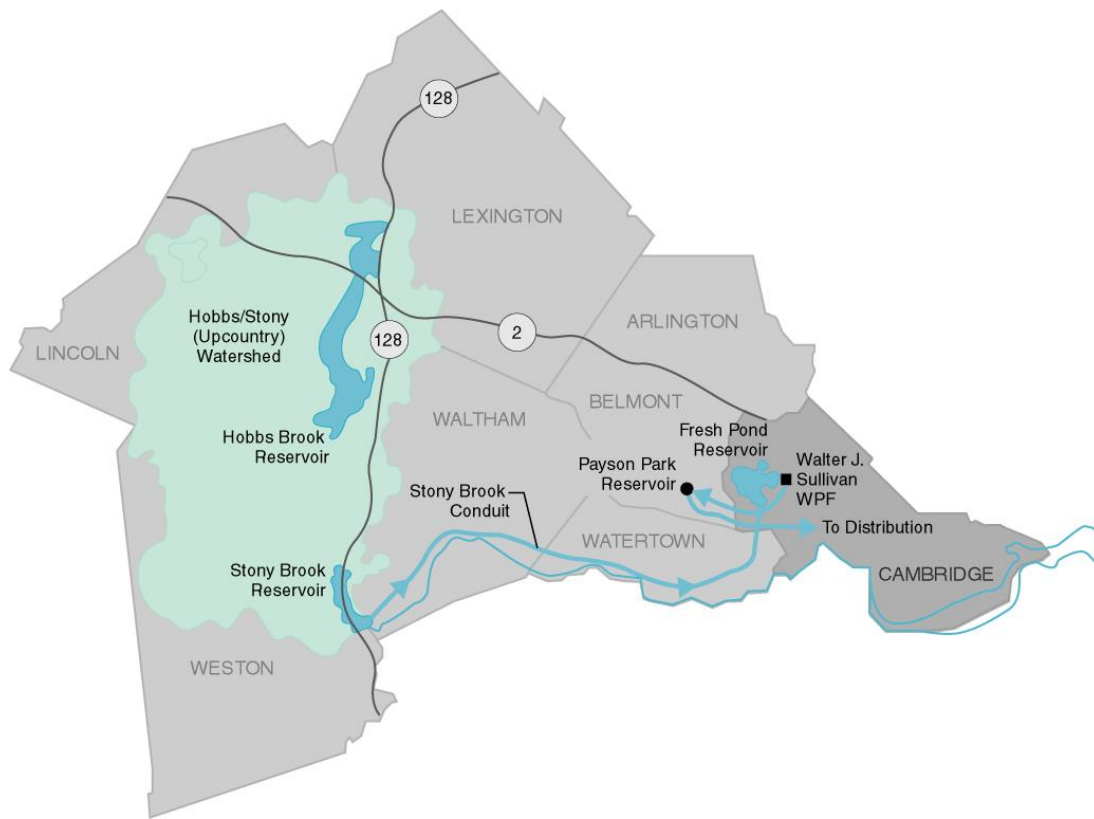 128
LEXINGTON
ARLINGTON
Hobbs/Stony
(Upcountry)
Watershed
LINCOLN
128
2
BELMONT
WALTHAM
Hobbs Brook
Reservoir
Fresh Pond
Reservoir
Payson Park
Reservoir
Walter J.
Sullivan
WPF
Stony Brook
Conduit
To Distribution
WATERTOWN
Stony Brook
Reservoir
CAMBRIDGE
WESTON